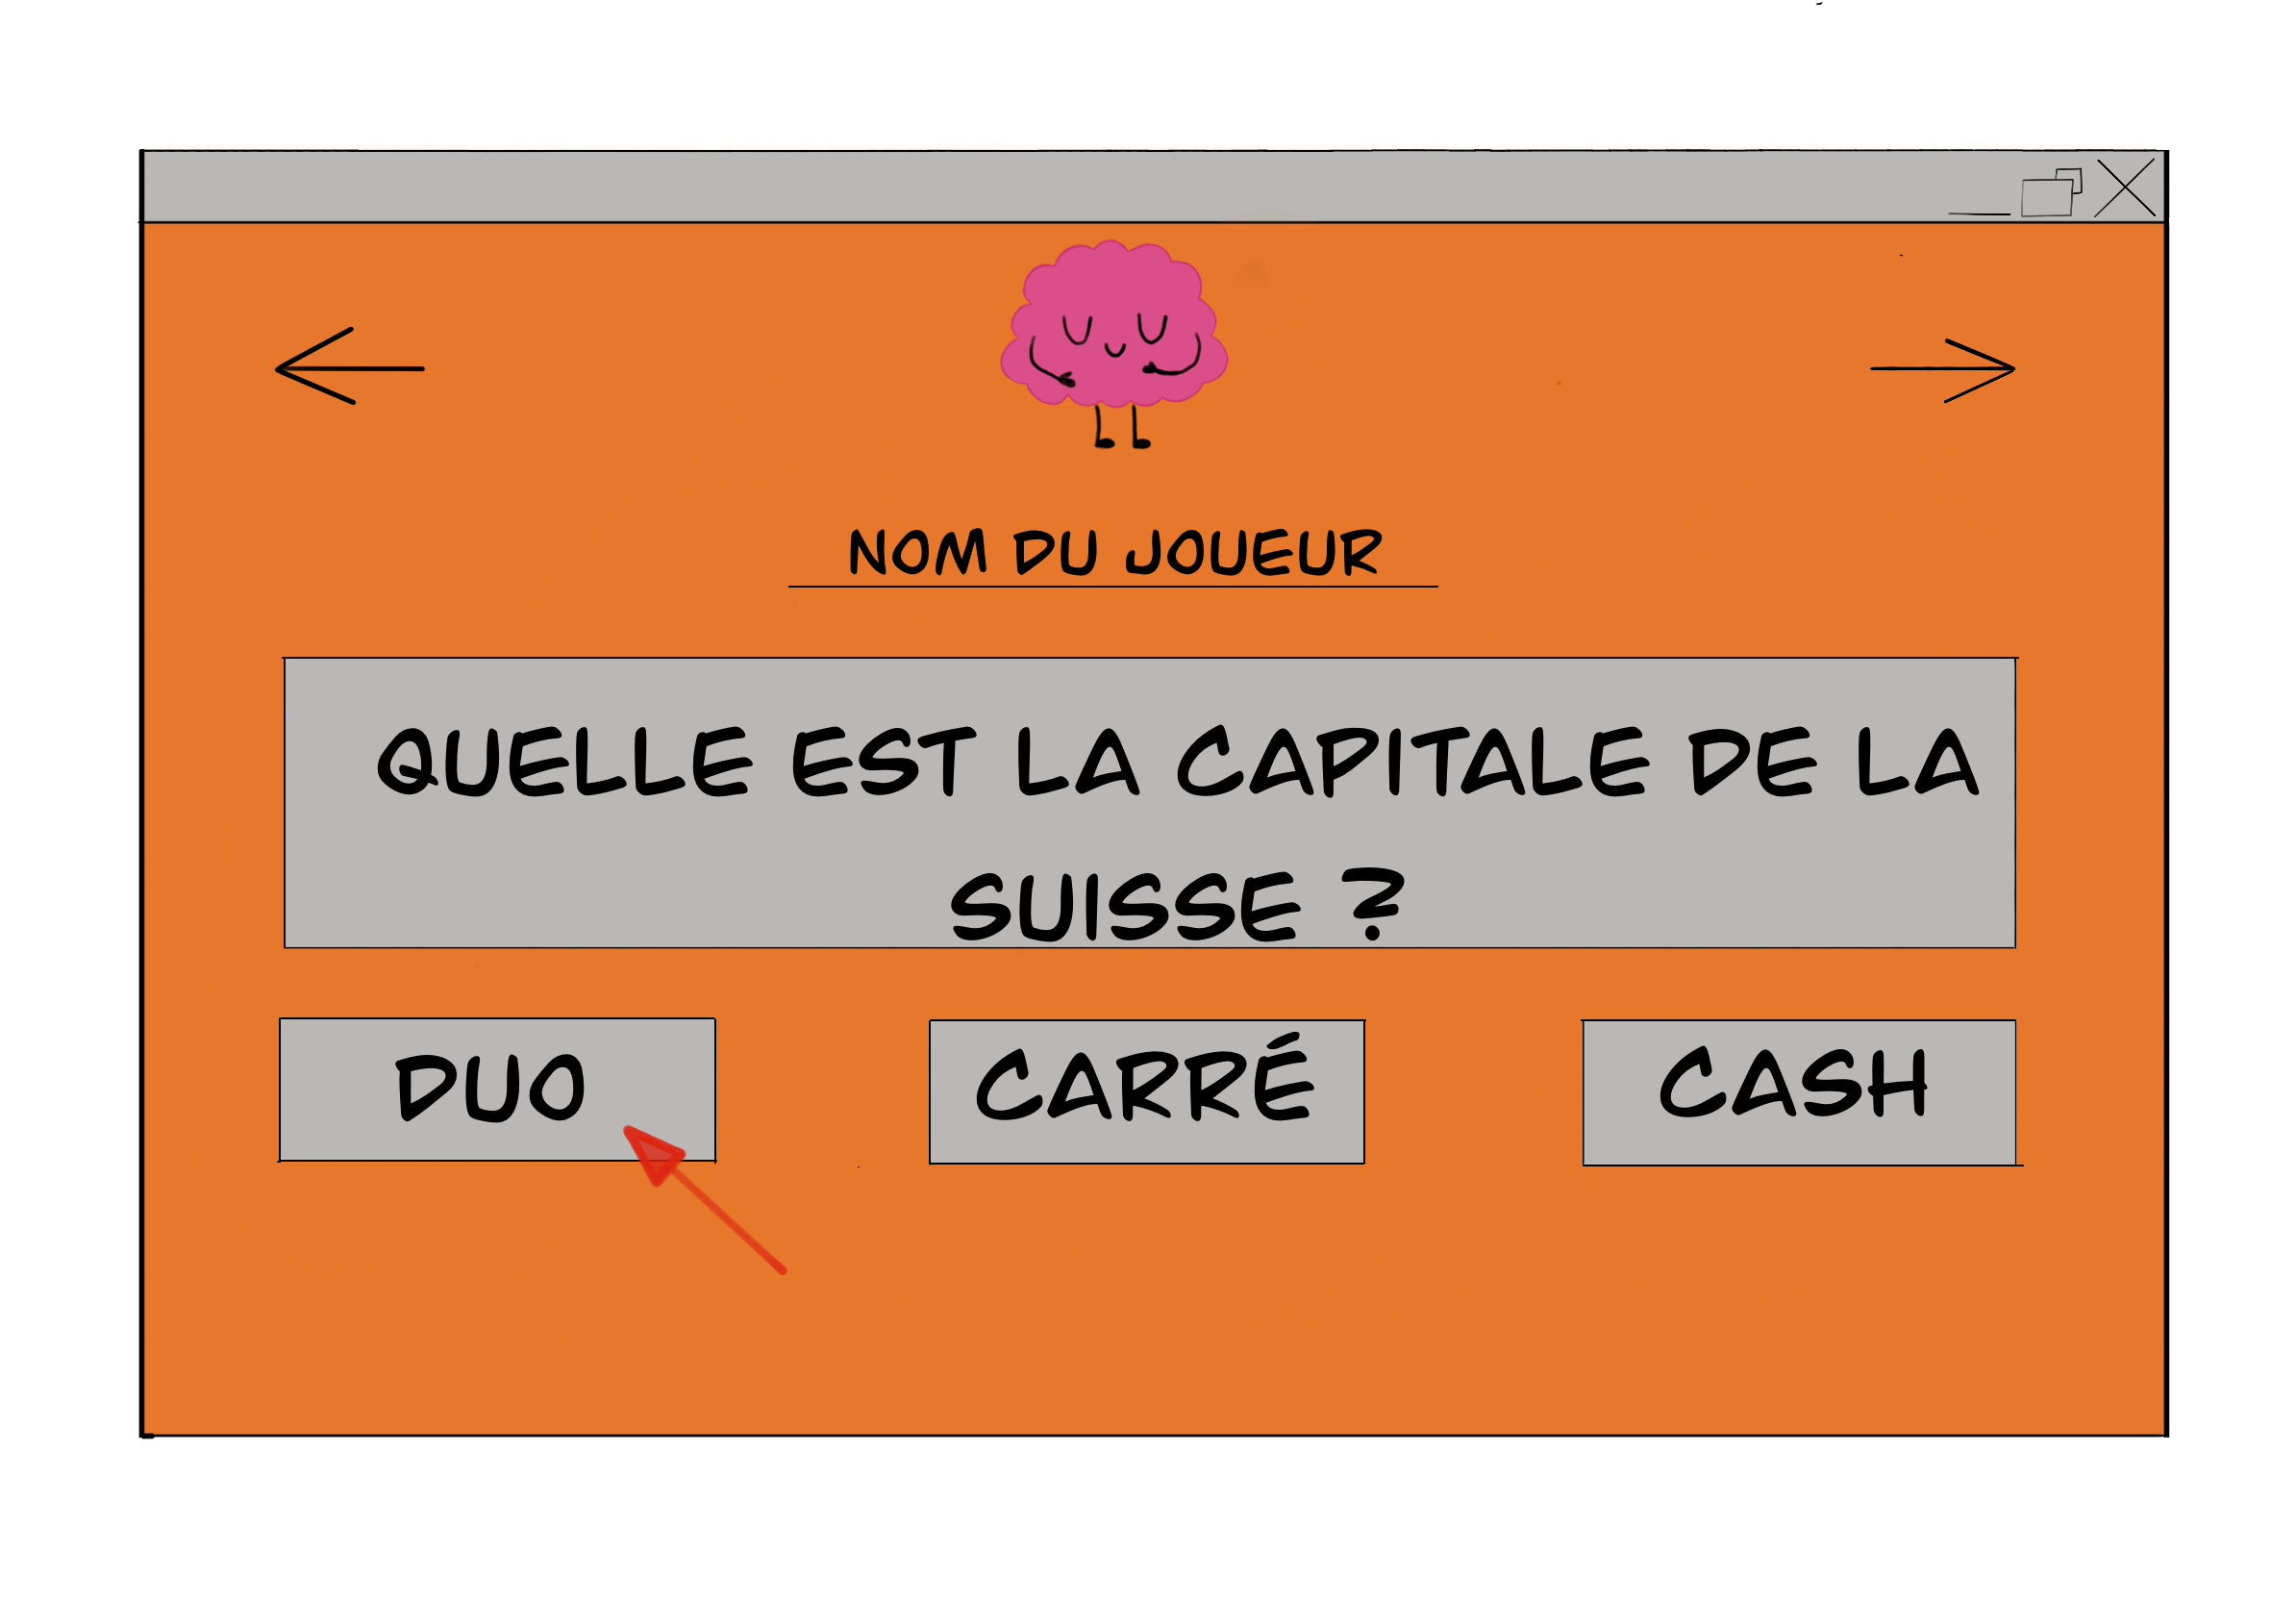 NOM DU JOUEUR
QUELLE EST LA CAPITALE DE LA
SUISSE ?
DUO
CARRÉ
CASH